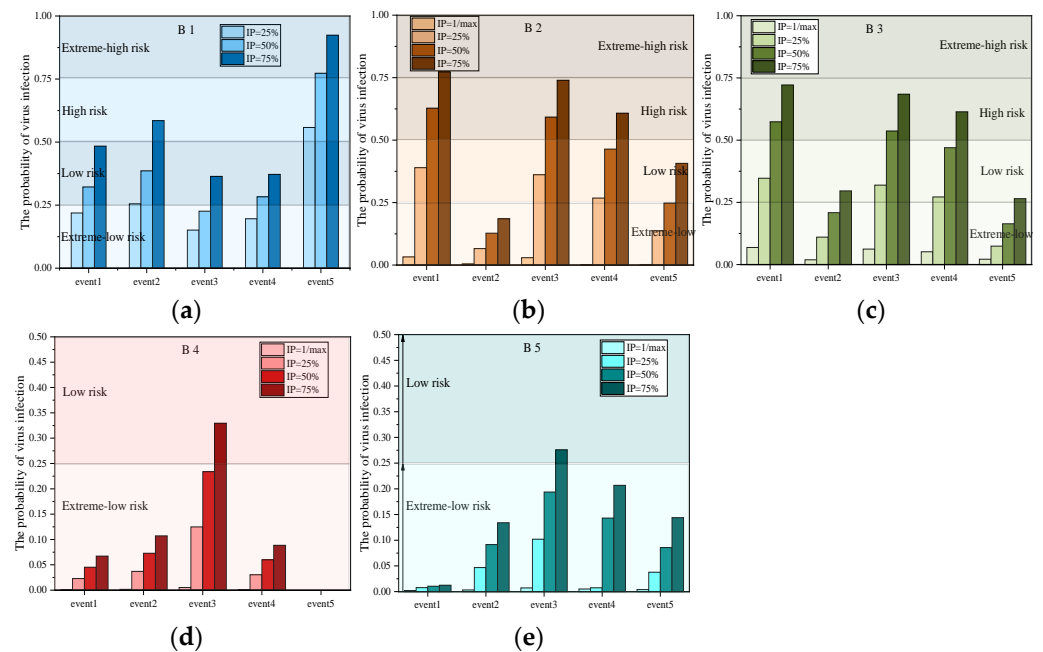 The probability of virus infection
1.00
0.75
0.50
0.25
0.00
B 1
IP=25%
IP=50%
IP=75%
Extreme-high risk
High risk
Low risk
Extreme-low risk
event1 event2 event3 event4 event5
(a)
The probability of virus infection
1.00
0.75
0.50
0.25
0.00
B 2
IP=1/max
IP=25%
IP=50%
IP=75%
Extreme-high risk
High risk
Low risk
Extreme-low
event1 event2 event3 event4 event5
(b)
The probability of virus infection
1.00
0.75
0.50
0.25
0.00
B 3
IP=1/max
IP=25%
IP=50%
IP=75%
Extreme-high risk
High risk
Low risk
Extreme-low
event1 event2 event3 event4 event5
(c)
The probability of virus infection
0.50
0.45
0.40
0.35
0.30
0.25
0.20
0.15
0.10
0.05
0.00
B 4
IP=1/max
IP=25%
IP=50%
IP=75%
Low risk
Extreme-low risk
event1 event2 event3 event4 event5
(d)
The probability of virus infection
0.50
0.45
0.40
0.35
0.30
0.25
0.20
0.15
0.10
0.05
0.00
B 5
IP=1/max
IP=25%
IP=50%
IP=75%
Low risk
Extreme-low risk
event1 event2 event3 event4 event5
(e)